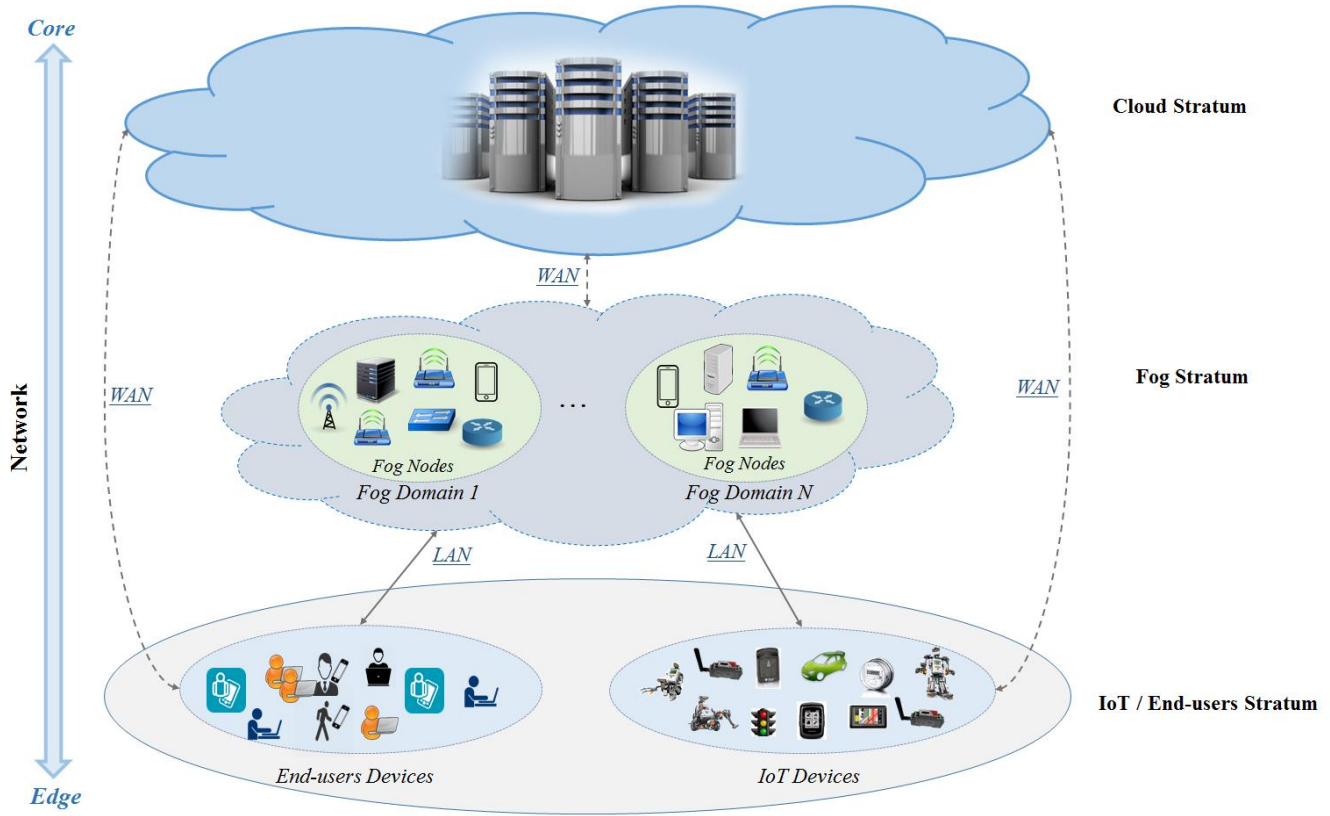 Core
Cloud Stratum
WAN
Fog Stratum
WAN
WAN
Network
...
Fog Nodes
Fog Domain 1
Fog Nodes
Fog Domain N
LAN
LAN
IoT / End-users Stratum
End-users Devices
IoT Devices
Edge